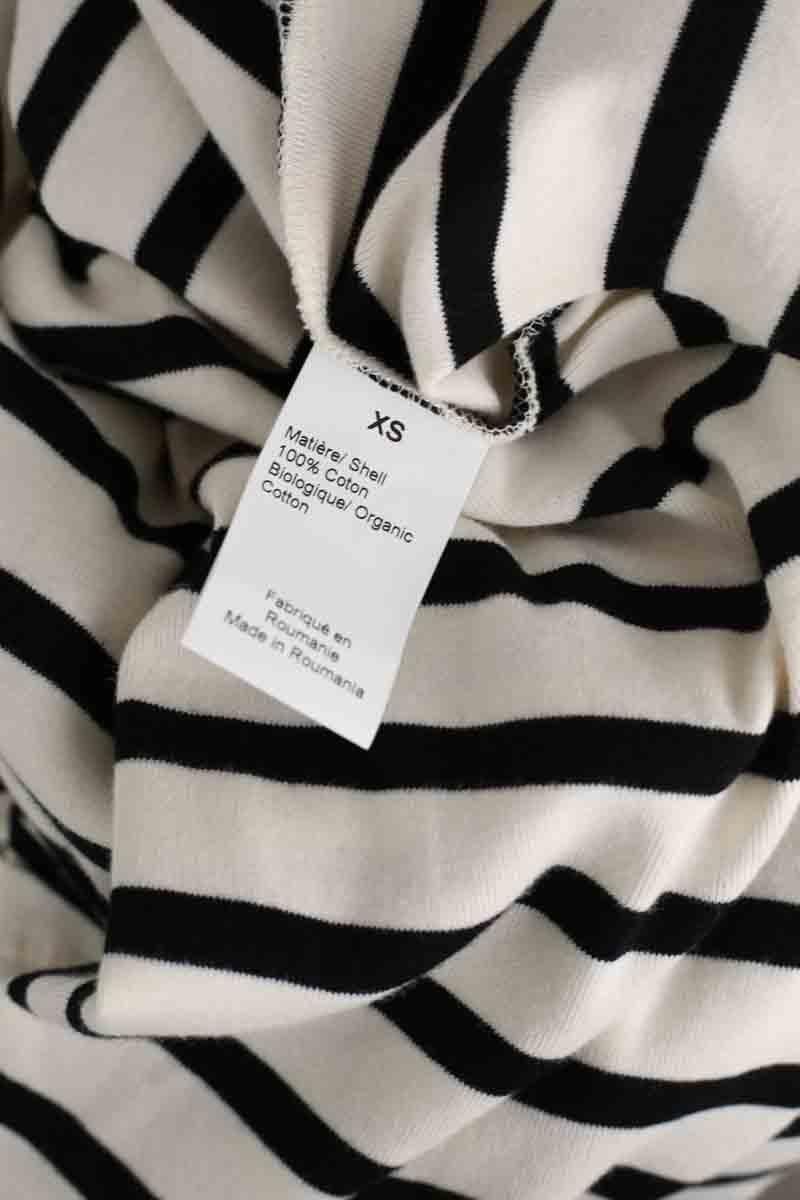 XS
Matière/ Shell
100% Coton
Biologique/ Organic
Cotton
Fabriqué en
Roumanie
Made in Roumania